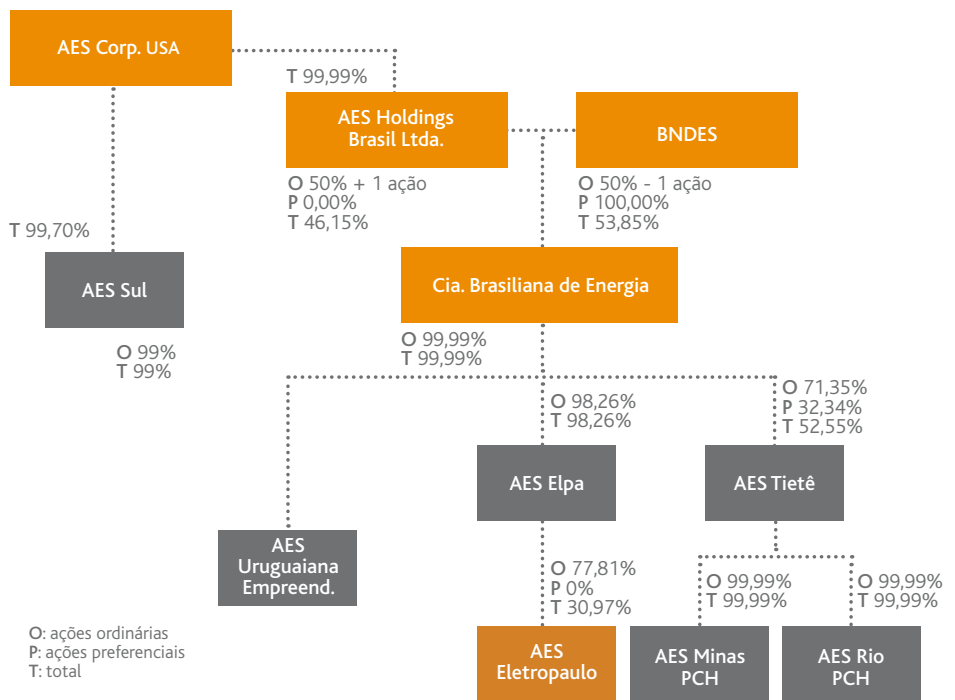 AES Corp. USA
T 99,99%
AES Holdings
Brasil Ltda.
BNDES
O 50% + 1 ação
P 0,00%
T 46,15%
O 50% - 1 ação
P 100,00%
T 53,85%
T 99,70%
AES Sul
Cia. Brasiliana de Energia
O 99%
T 99%
O 99,99%
T 99,99%
O 98,26%
T 98,26%
O 71,35%
P 32,34%
T 52,55%
AES Elpa
AES Tietê
AES
Uruguaiana
Empreend.
O 77,81%
P 0%
T 30,97%
O 99,99%
T 99,99%
O 99,99%
T 99,99%
AES
Eletropaulo
AES Minas
PCH
AES Rio
PCH
O: ações ordinárias
P: ações preferenciais
T: total